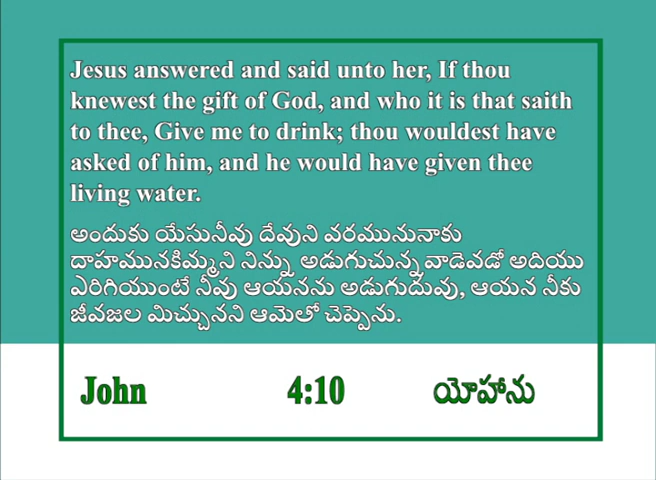 Jesus answered and said unto her, If thou
knewest the gift of God, and who it is that saith
to thee, Give me to drink; thou wouldest have
asked of him, and he would have given thee
living water.
అందుకు యేసునీవు దేవుని వరమునునాకు
దాహమునకిమ్మని నిన్ను అడుగుచున్న వాడెవడో అదియు
ఎరిగియుంటే నీవు ఆయనను అడుగుదువు, ఆయన నీకు
జీవజల మిచ్చునని ఆమెలో చెప్పెను.
John 4:10 యోహాను